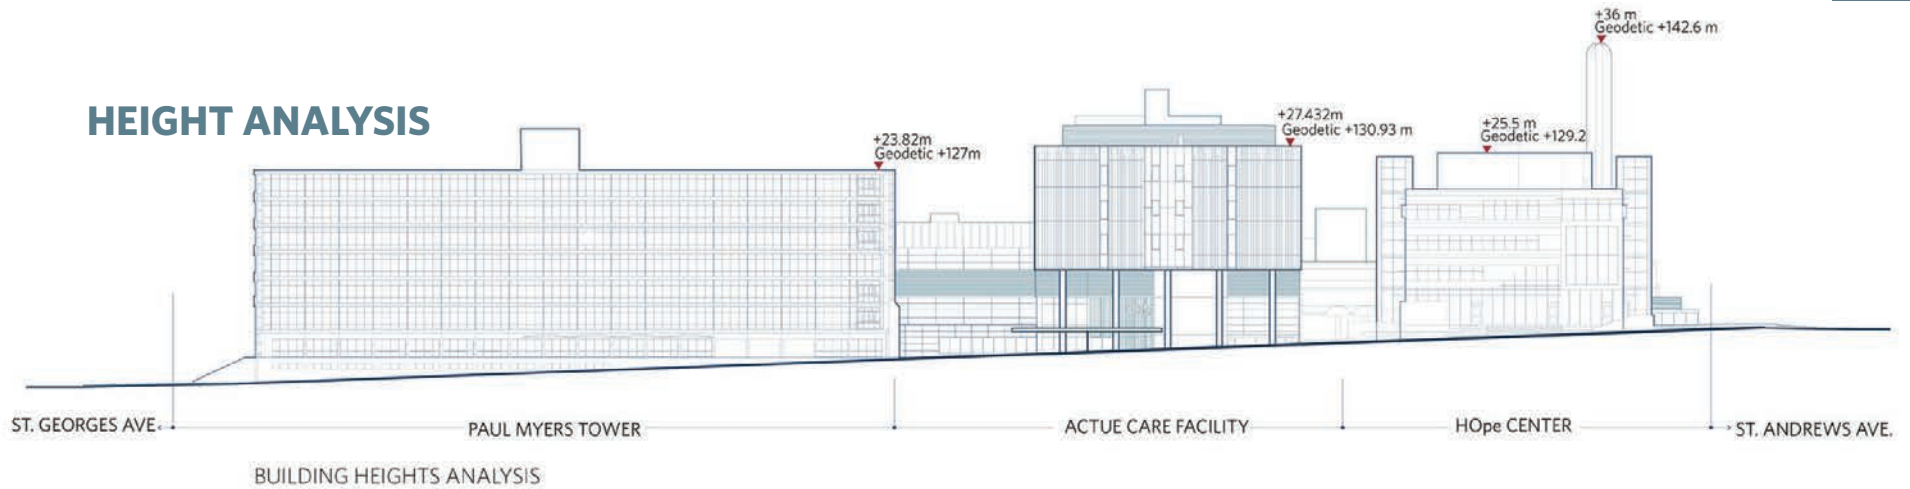 +36 m
Geodetic +142.6 m
HEIGHT ANALYSIS
+23.82m
Geodetic +127m
+27.432m
Geodetic +130.93 m
+25.5 m
Geodetic +129.2
ST. GEORGES AVE
PAUL MYERS TOWER
ACTUE CARE FACILITY
HOpe CENTER
ST. ANDREWS AVE.
BUILDING HEIGHTS ANALYSIS